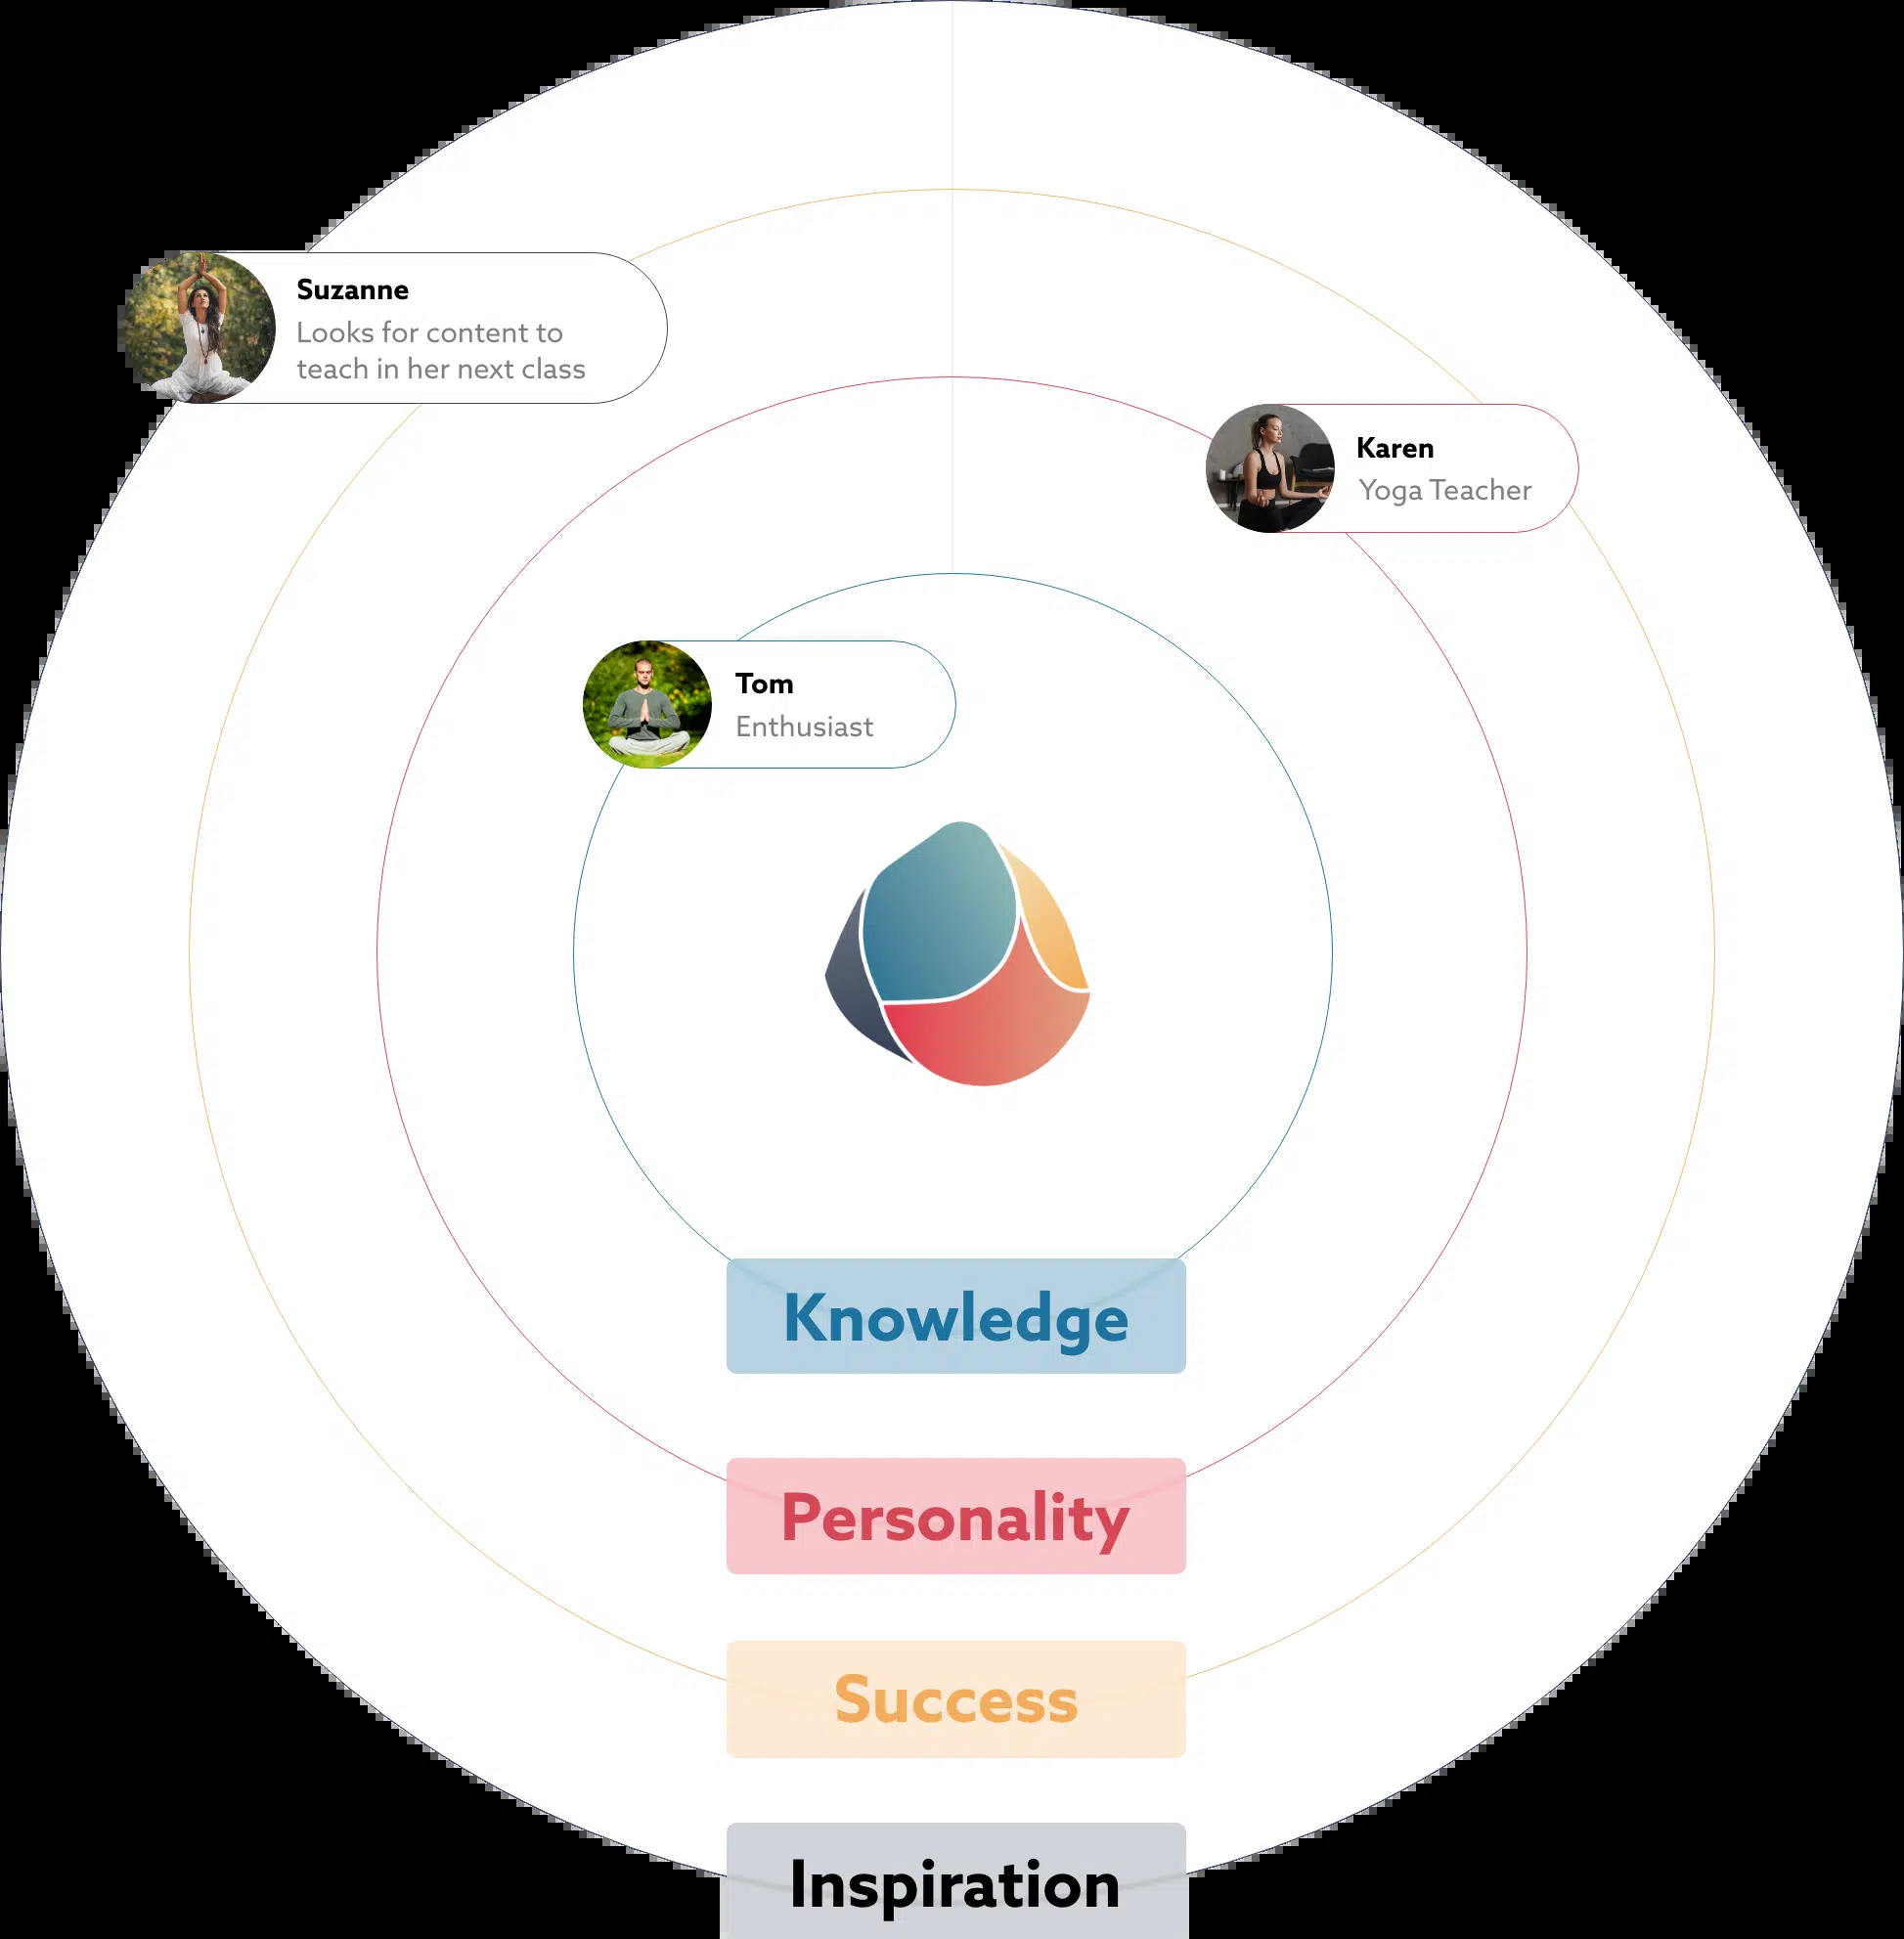 Suzanne
Looks for content to
teach in her next class
Karen
Yoga Teacher
Tom
Enthusiast
Knowledge
Personality
Success
Inspiration